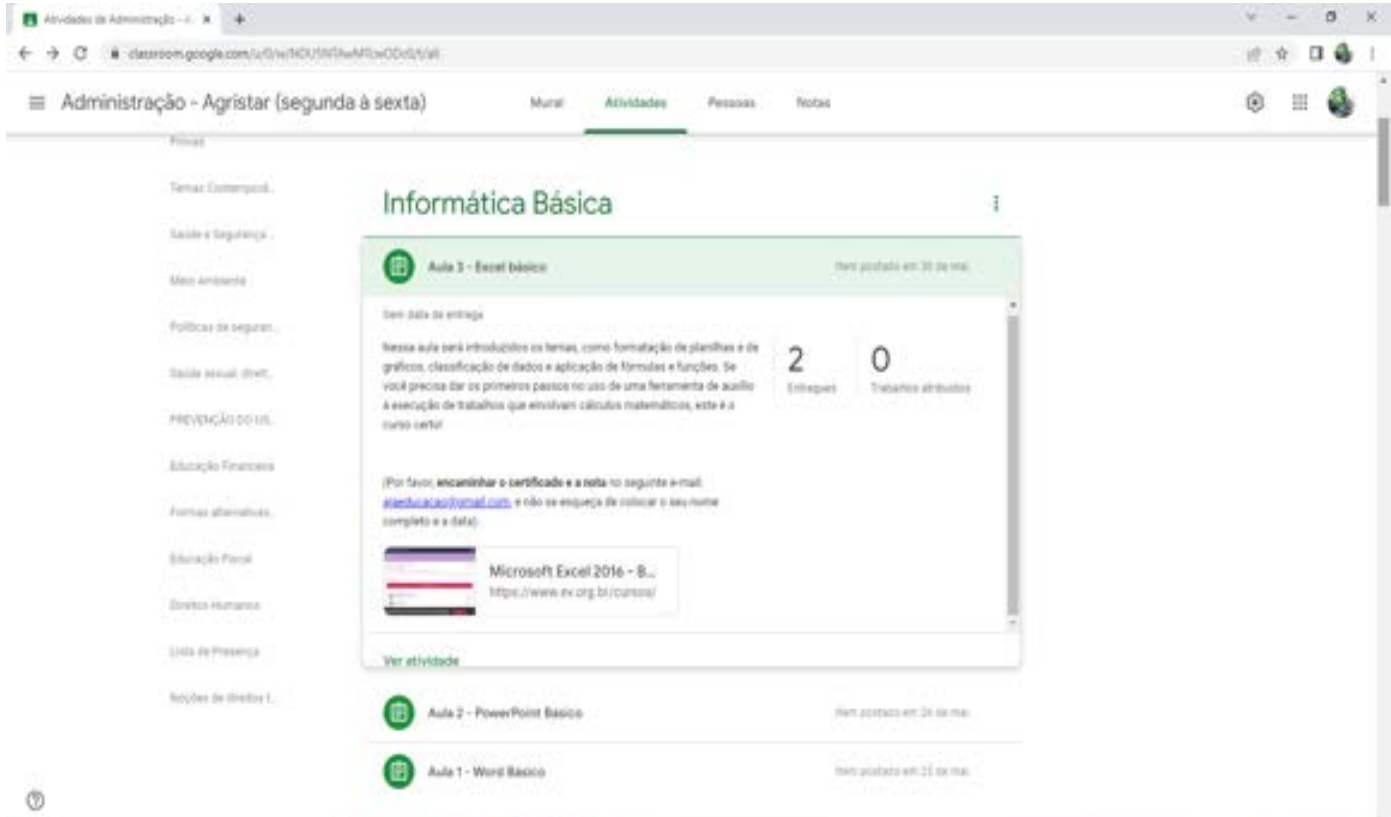 Atividades de Administração - A
classroom.google.com
Administração - Agristar (segunda à sexta)
Mural
Atividades
Pessoas
Notas
Provas
Temas Contemporâ...
Saúde e Segurança ...
Meio Ambiente
Políticas de seguran...
Saúde sexual, direit...
PREVENÇÃO DO US...
Educação Financeira
Formas alternativas...
Educação Fiscal
Direitos Humanos
Lista de Presença
Noções de direitos t...
Informática Básica
Aula 3 - Excel básico
Item postado em 30 de mai.
Sem data de entrega
Nessa aula será introduzidos os temas, como formatação de planilhas e de
gráficos, classificação de dados e aplicação de fórmulas e funções. Se
você precisa dar os primeiros passos no uso de uma ferramenta de auxílio
à execução de trabalhos que envolvam cálculos matemáticos, este é o
curso certo!
2
Entregues
0
Trabalhos atribuídos
(Por favor, encaminhar o certificado e a nota no seguinte e-mail:
e não se esqueça de colocar o seu nome
completo e a data)
Microsoft Excel 2016 - B...
https://www.ev.org.br/cursos/
Ver atividade
Aula 2 - PowerPoint Básico
Item postado em 26 de mai.
Aula 1 - Word Básico
Item postado em 25 de mai.